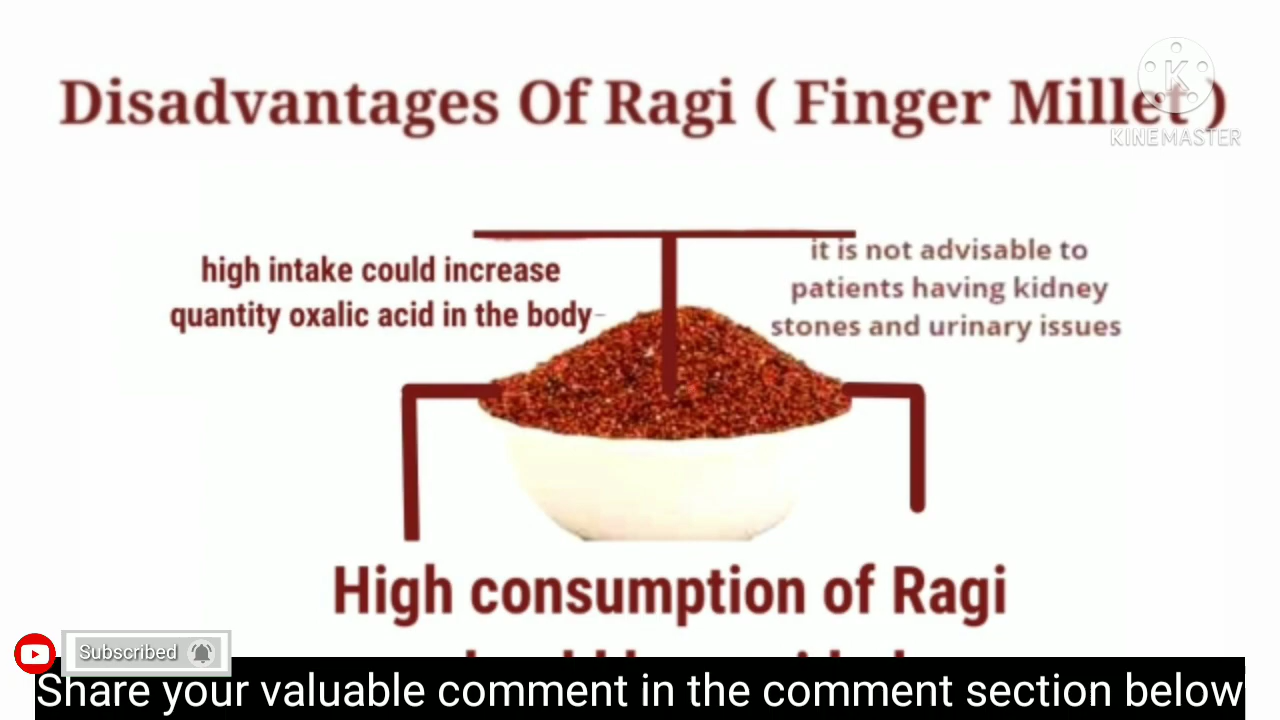 Disadvantages Of Ragi ( Finger Millet )
KINEMASTER
high intake could increase
quantity oxalic acid in the body
it is not advisable to
patients having kidney
stones and urinary issues
High consumption of Ragi
Subscribed
Share your valuable comment in the comment section below